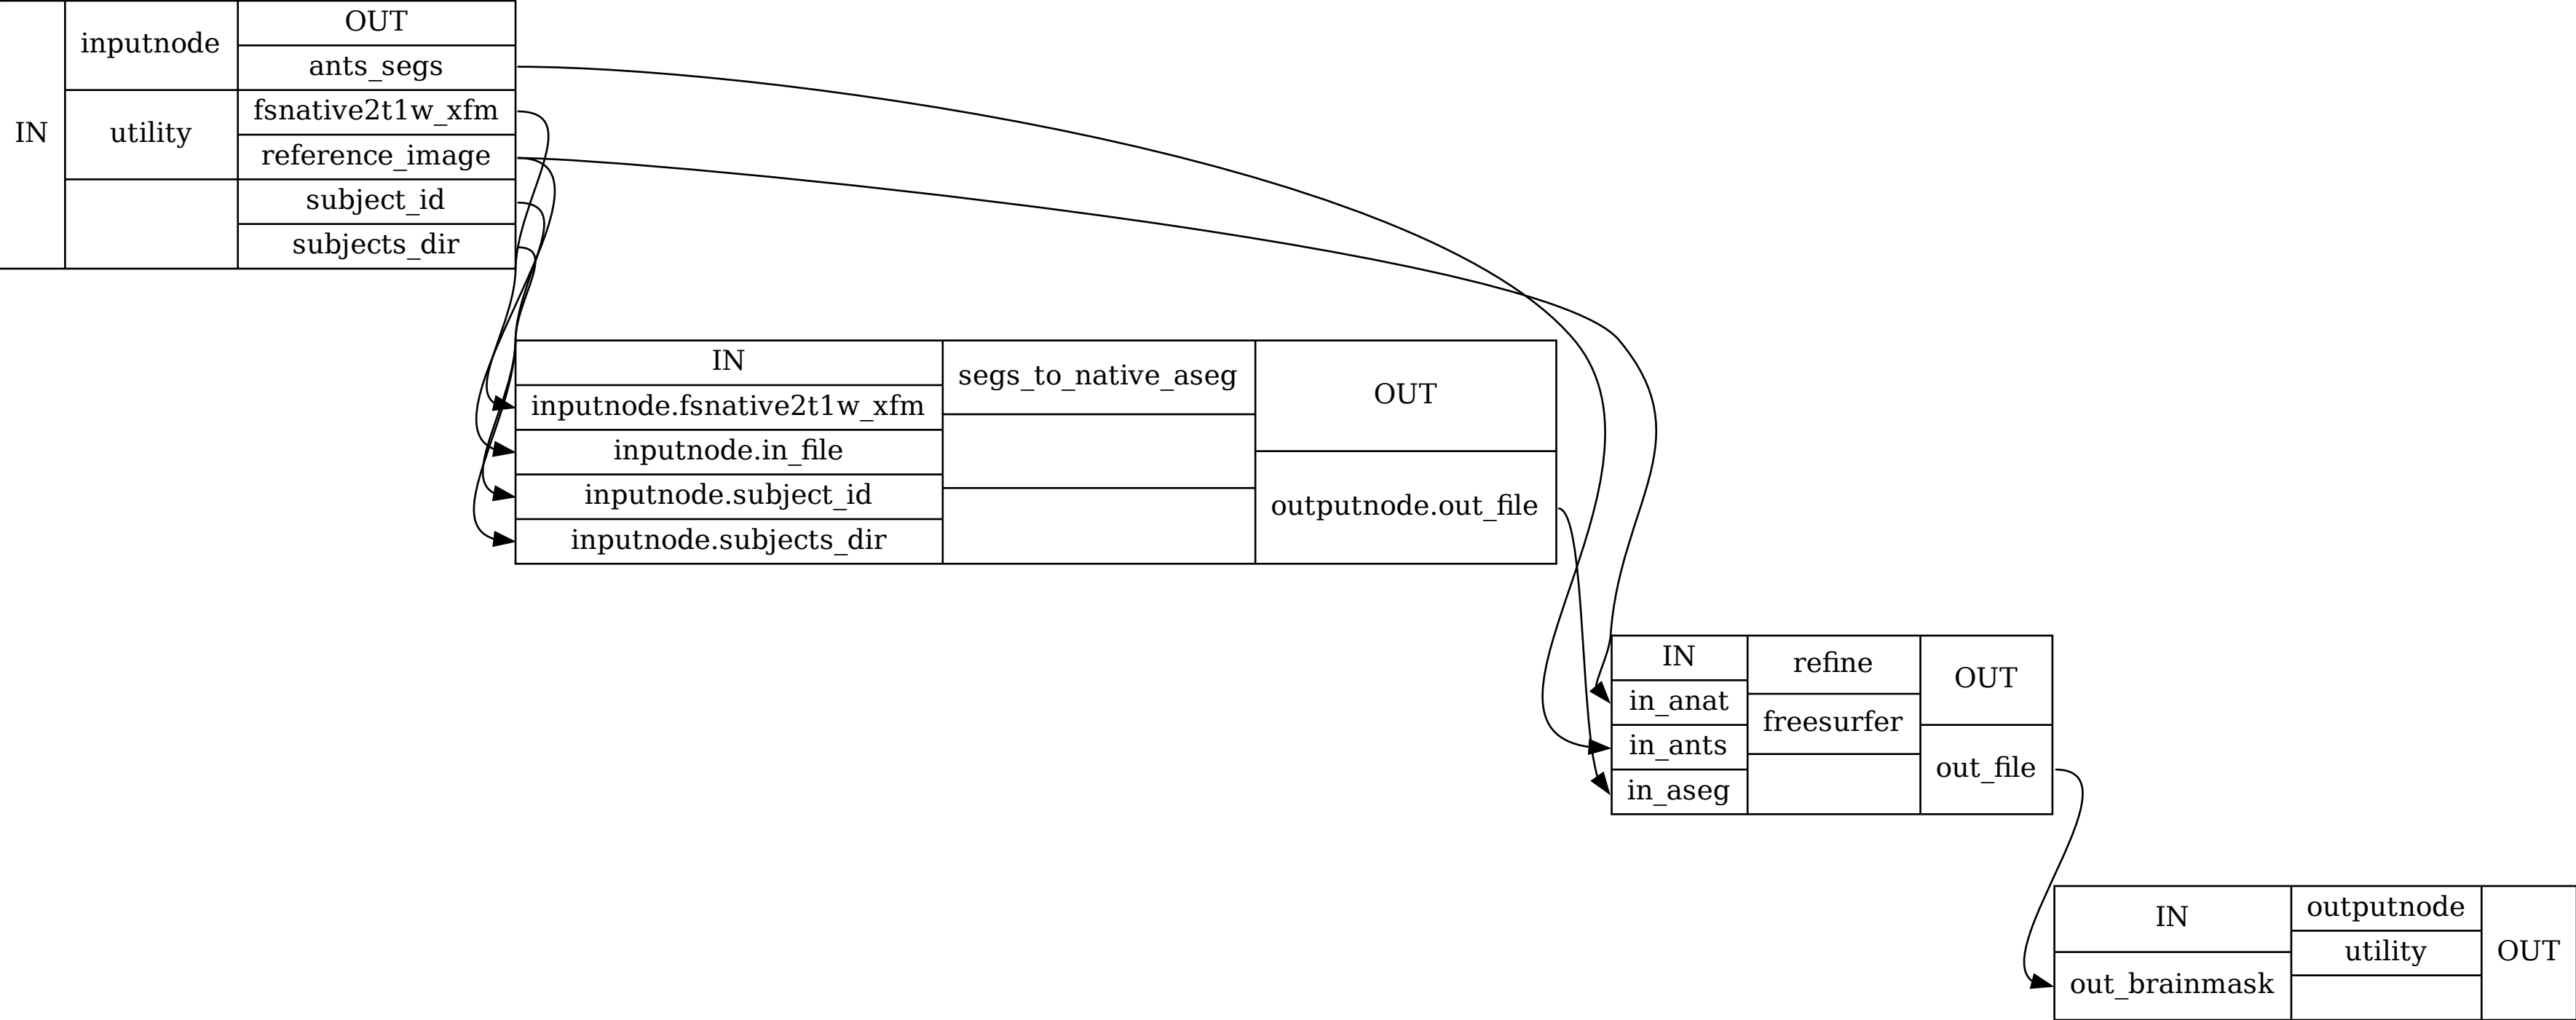 IN
inputnode
utility
OUT
ants_segs
fsnative2t1w_xfm
reference_image
subject_id
subjects_dir
IN
inputnode.fsnative2t1w_xfm
inputnode.in_file
inputnode.subject_id
inputnode.subjects_dir
segs_to_native_aseg
OUT
outputnode.out_file
IN
in_anat
in_ants
in_aseg
refine
freesurfer
OUT
out_file
IN
out_brainmask
outputnode
utility
OUT